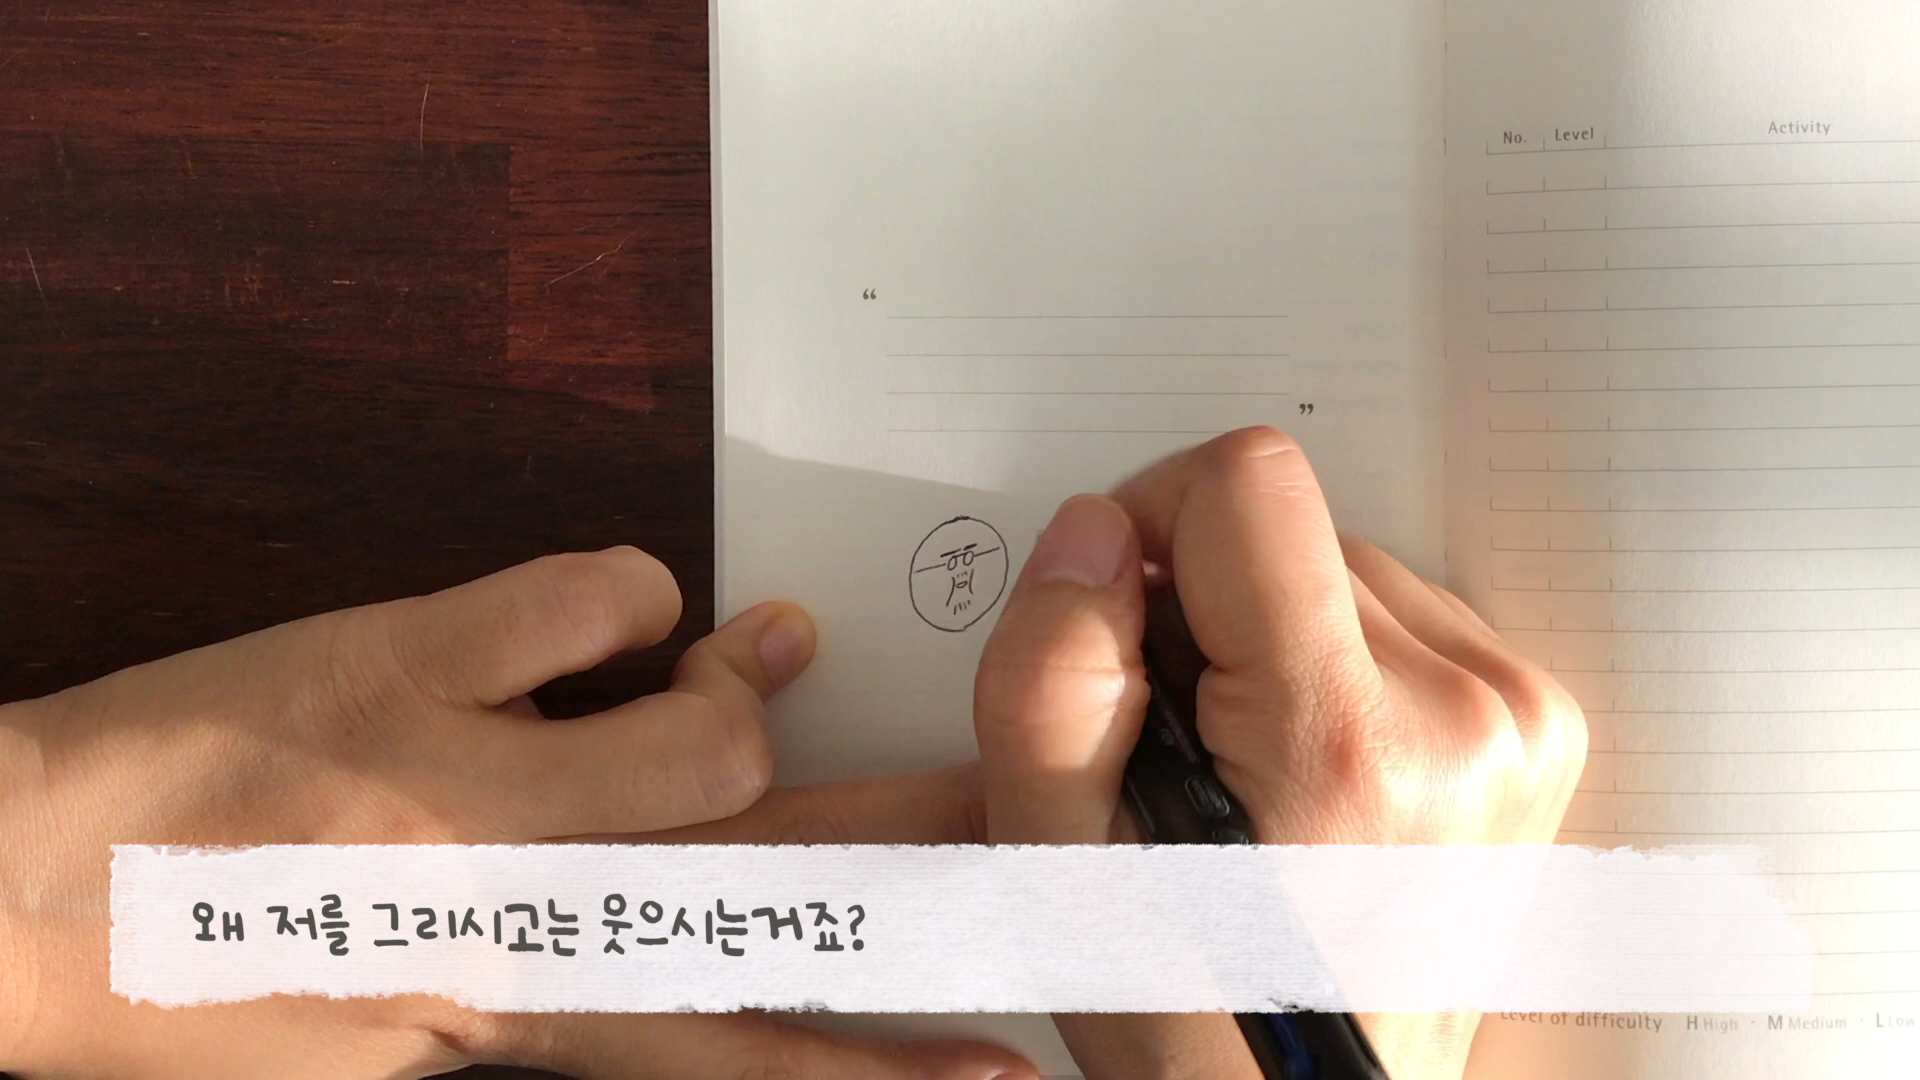 “
”
No. Level Activity
왜 저를 그리시고는 웃으시는거죠?
Level of difficulty H High · M Medium · L Low